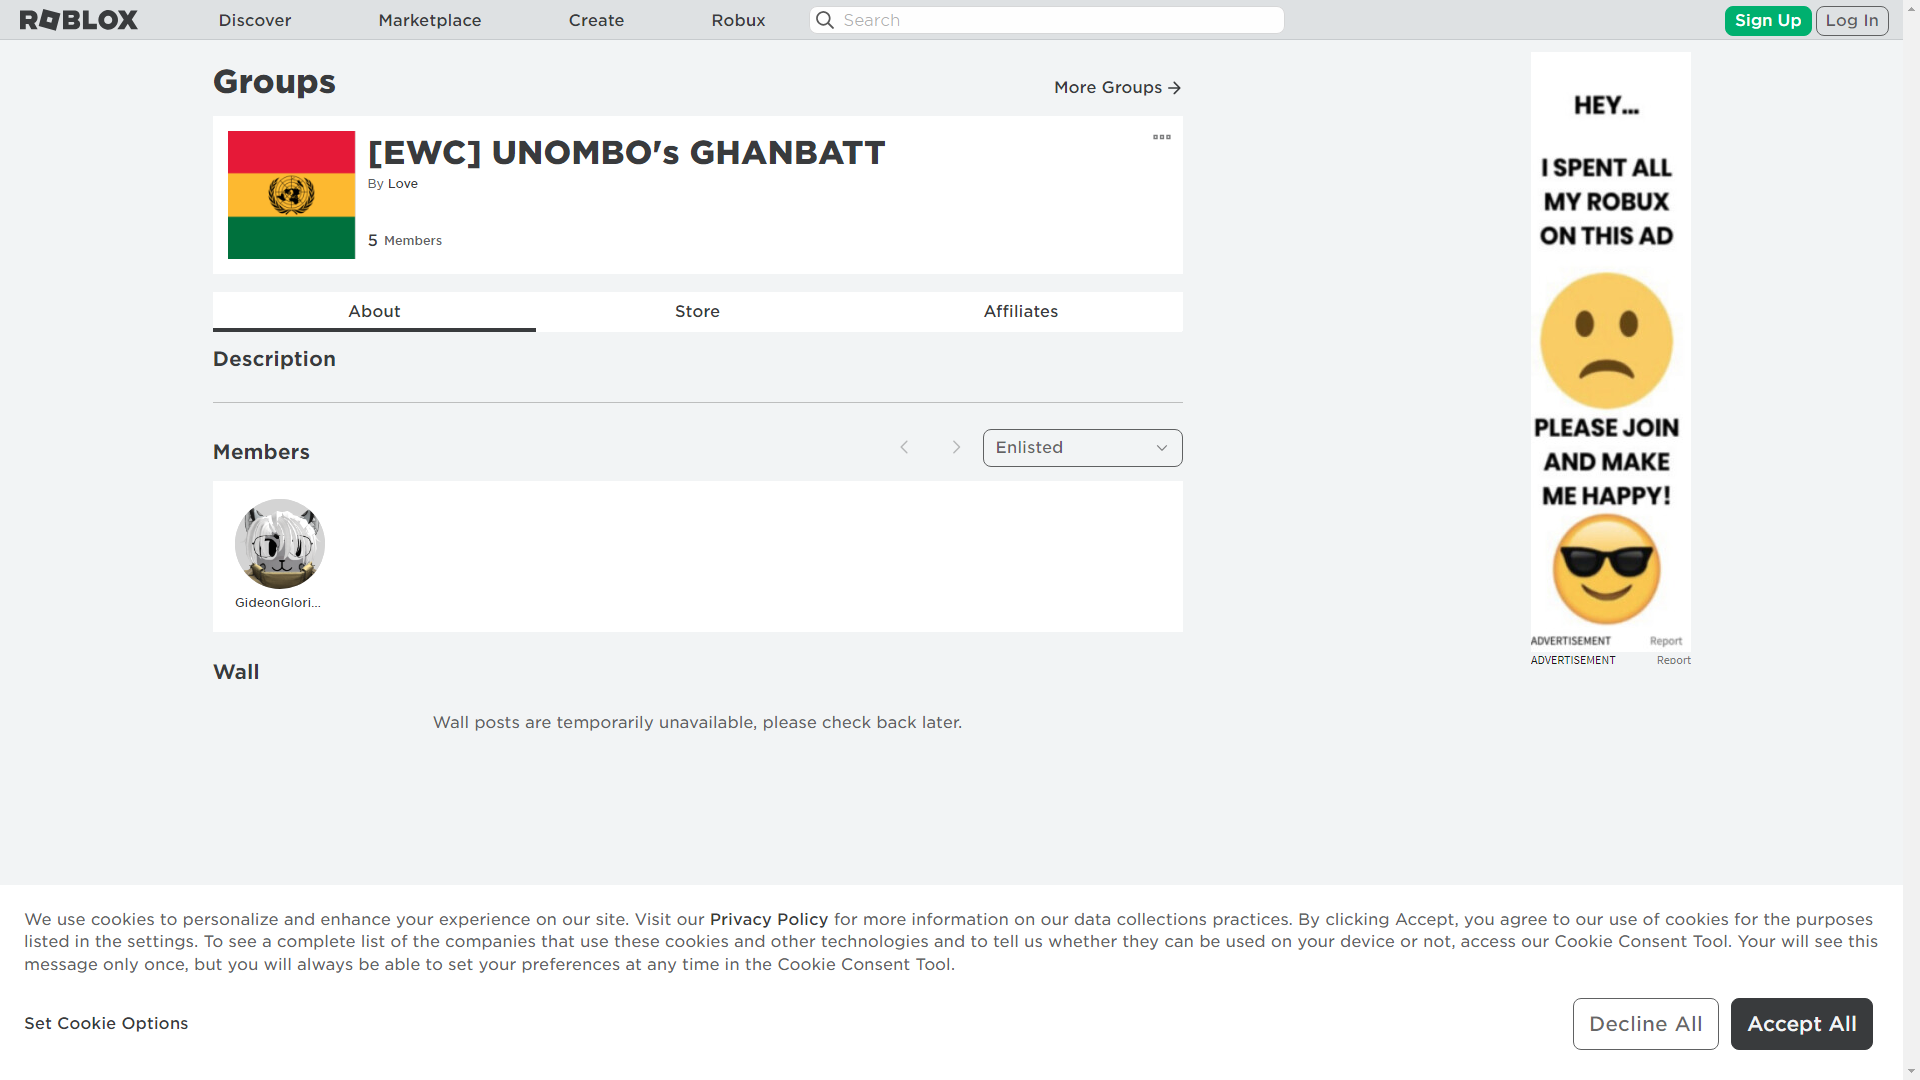 ROBLOX
Discover
Marketplace
Create
Robux
Search
Sign Up
Log In
Groups
More Groups
[EWC] UNOMBO's GHANBATT
By Love
5 Members
About
Store
Affiliates
Description
Members
Enlisted
GideonGlori...
Wall
Wall posts are temporarily unavailable, please check back later.
HEY...
I SPENT ALL
MY ROBUX
ON THIS AD
PLEASE JOIN
AND MAKE
ME HAPPY!
ADVERTISEMENT
Report
ADVERTISEMENT
Report
We use cookies to personalize and enhance your experience on our site. Visit our Privacy Policy for more information on our data collections practices. By clicking Accept, you agree to our use of cookies for the purposes
listed in the settings. To see a complete list of the companies that use these cookies and other technologies and to tell us whether they can be used on your device or not, access our Cookie Consent Tool. Your will see this
message only once, but you will always be able to set your preferences at any time in the Cookie Consent Tool.
Set Cookie Options
Decline All
Accept All